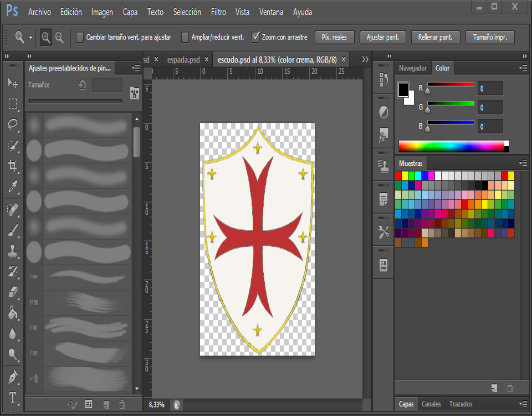 Ps Archivo Edición Imagen Capa Texto Selección Filtro Vista Ventana Ayuda
Cambiar tamaño vent. para ajustar Ampliar/reducir vent. Zoom con arrastre Píx. reales Ajustar pant. Rellenar pant. Tamaño impr.
Ajustes preestablecidos de pin...
espada.psd × escudo.psd al 8,33% (color crema, RGB/8) ×
Navegador Color
Tamaño:
0 5 0 5 10 15 20 25
R 0
G 0
B 0
Muestras
8,33%
Capas Canales Trazados